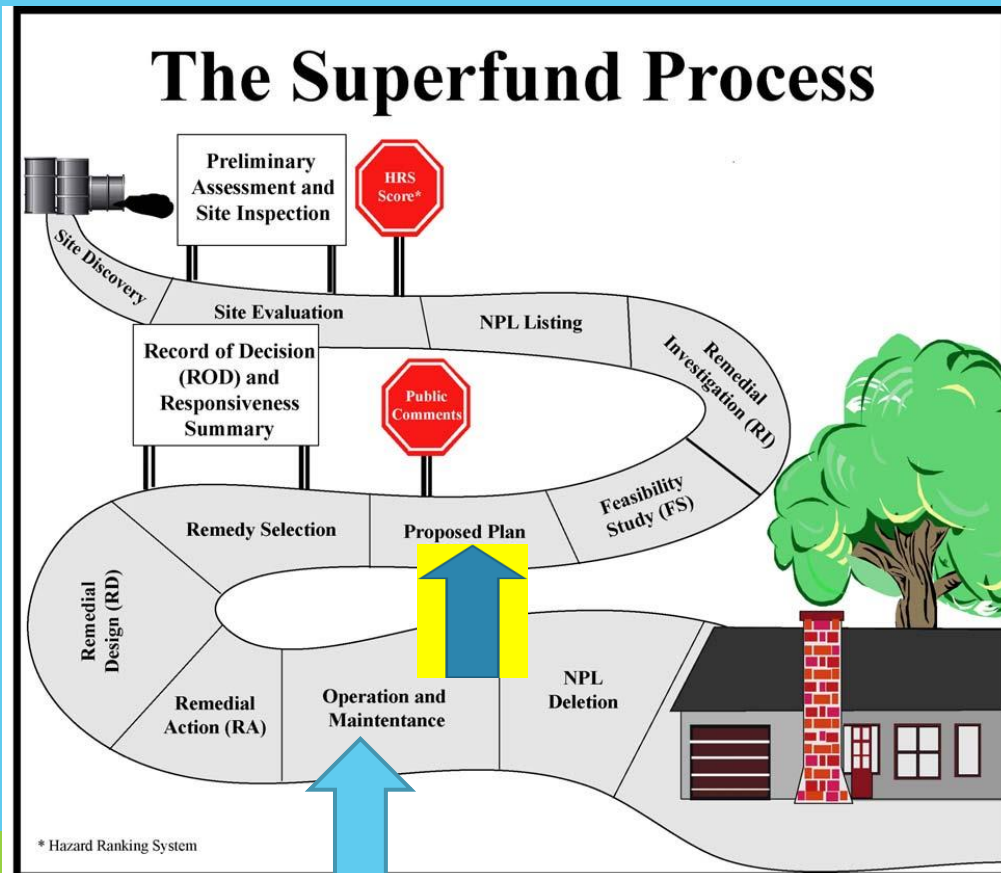 The Superfund Process
Preliminary
Assessment and
Site Inspection
HRS
Score*
Site Discovery
Site Evaluation
NPL Listing
Remedial
Investigation (RI)
Feasibility
Study (FS)
Public
Comments
Proposed Plan
Record of Decision
(ROD) and
Responsiveness
Summary
Remedy Selection
Remedial
Design (RD)
Remedial
Action (RA)
Operation and
Maintentance
NPL
Deletion
* Hazard Ranking System